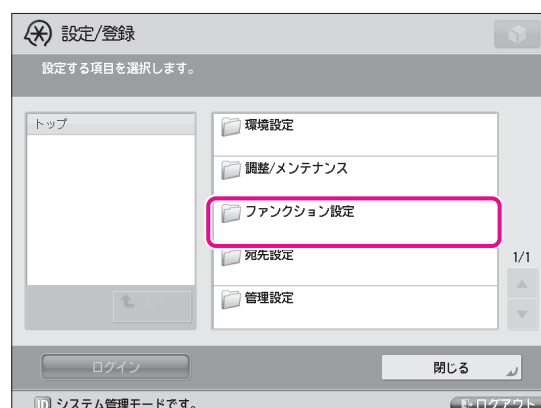 設定/登録
設定する項目を選択します。
トップ
環境設定
調整/メンテナンス
ファンクション設定
宛先設定
管理設定
1/1
ログイン
閉じる
ID システム管理モードです。
ログアウト